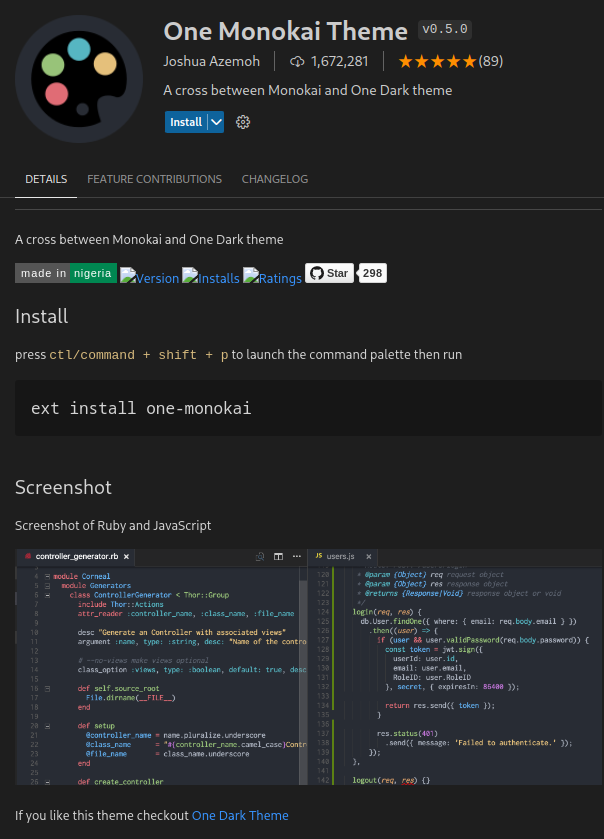 One Monokai Theme v0.5.0
Joshua Azemoh 1,672,281 (89)
A cross between Monokai and One Dark theme
Install
DETAILS FEATURE CONTRIBUTIONS CHANGELOG
A cross between Monokai and One Dark theme
made in nigeria Version Installs Ratings Star 298
Install
press ctl/command + shift + p to launch the command palette then run
ext install one-monokai
Screenshot
Screenshot of Ruby and JavaScript
controller_generator.rb ×
4 module Corneal
5 module Generators
6 class ControllerGenerator < Thor::Group
7 include Thor::Actions
8 attr_reader :controller_name, :class_name, :file_name
9
10 desc "Generate an Controller with associated views"
11 argument :name, type: :string, desc: "Name of the contro
12
13 # --no-views make views optional
14 class_option :views, type: :boolean, default: true, desc
15
16 def self.source_root
17 File.dirname(__FILE__)
18 end
19
20 def setup
21 @controller_name = name.pluralize.underscore
22 @class_name = "#{controller_name.camel_case}Contr
23 @file_name = class_name.underscore
24 end
25
26 def create_controller
JS users.js ×
120 * @param {Object} req request object
121 * @param {Object} res response object
122 * @returns {Response|Void} response object or void
123 */
124 login(req, res) {
125 db.User.findOne({ where: { email: req.body.email } })
126 .then((user) => {
127 if (user && user.validPassword(req.body.password)) {
128 const token = jwt.sign({
129 userId: user.id,
130 email: user.email,
131 RoleID: user.RoleID
132 }, secret, { expiresIn: 86400 });
133
134 return res.send({ token });
135 }
136
137 res.status(401)
138 .send({ message: 'Failed to authenticate.' });
139 });
140 },
141
142 logout(req, res) {}
If you like this theme checkout One Dark Theme